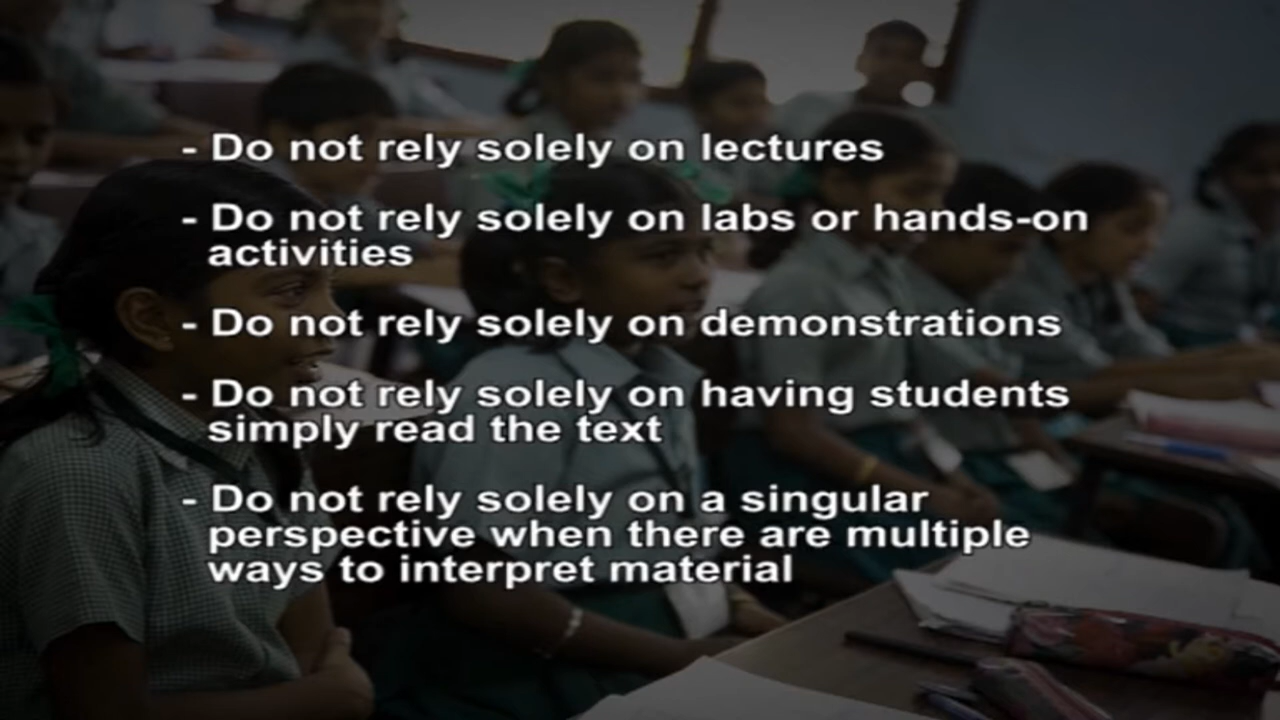 - Do not rely solely on lectures
- Do not rely solely on labs or hands-on
activities
- Do not rely solely on demonstrations
- Do not rely solely on having students
simply read the text
- Do not rely solely on a singular
perspective when there are multiple
ways to interpret material